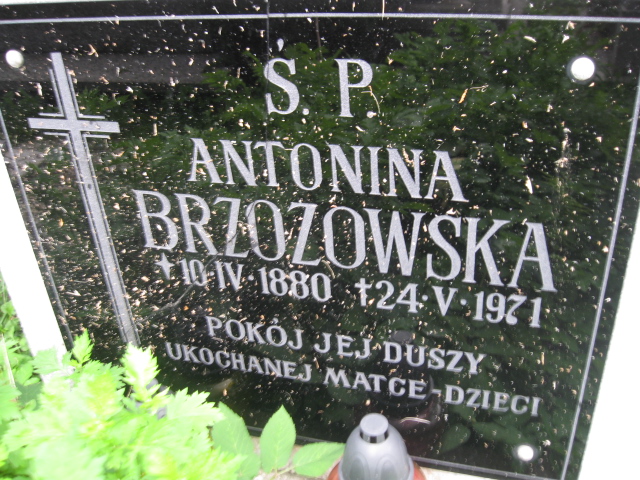 Ś P
ANTONINA
BRZOZOWSKA
✝10·IV·1880 ✝24·V·1971
POKÓJ JEJ DUSZY
UKOCHANEJ MATCE-DZIECI